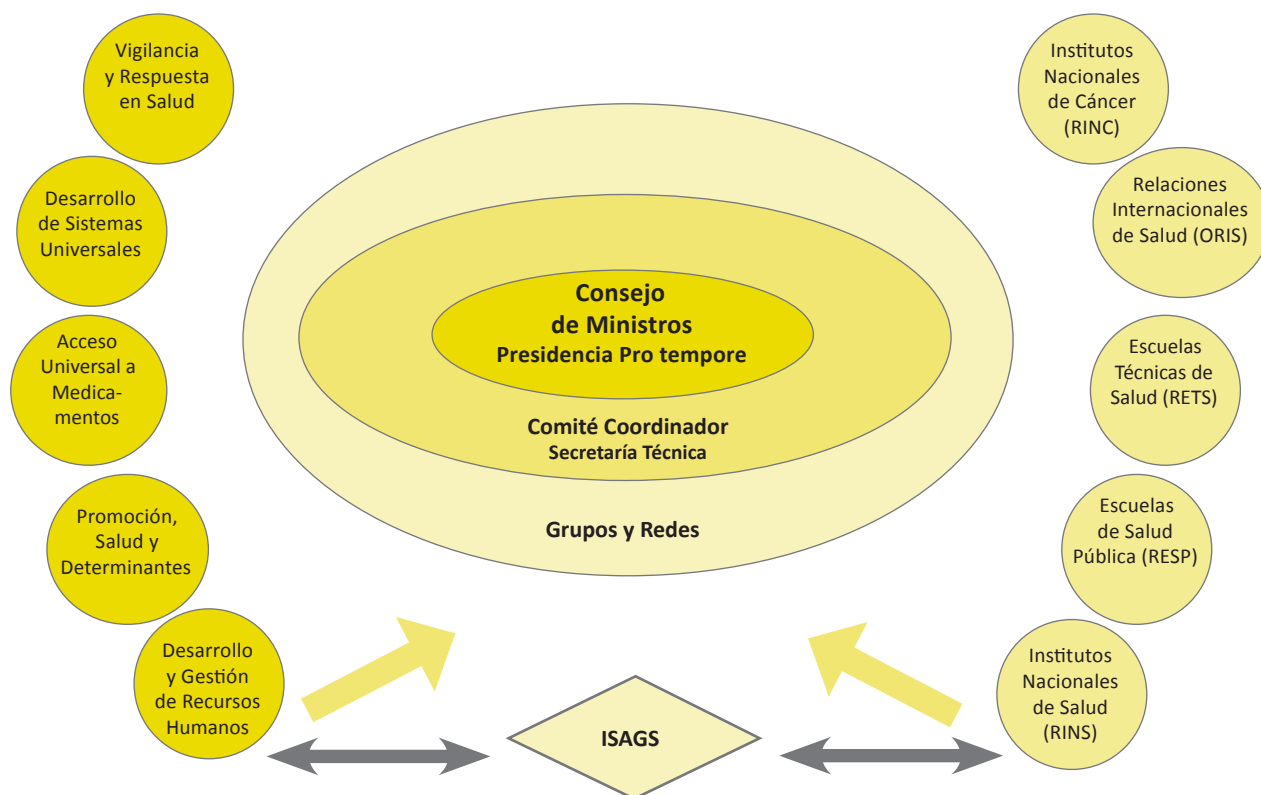 Vigilancia
y Respuesta
en Salud
Desarrollo
de Sistemas
Universales
Acceso
Universal a
Medica-
mentos
Promoción,
Salud y
Determinantes
Desarrollo
y Gestión
de Recursos
Humanos
Consejo
de Ministros
Presidencia Pro tempore
Comité Coordinador
Secretaría Técnica
Grupos y Redes
ISAGS
Institutos
Nacionales
de Cáncer
(RINC)
Relaciones
Internacionales
de Salud (ORIS)
Escuelas
Técnicas de
Salud (RETS)
Escuelas
de Salud
Pública (RESP)
Institutos
Nacionales
de Salud
(RINS)